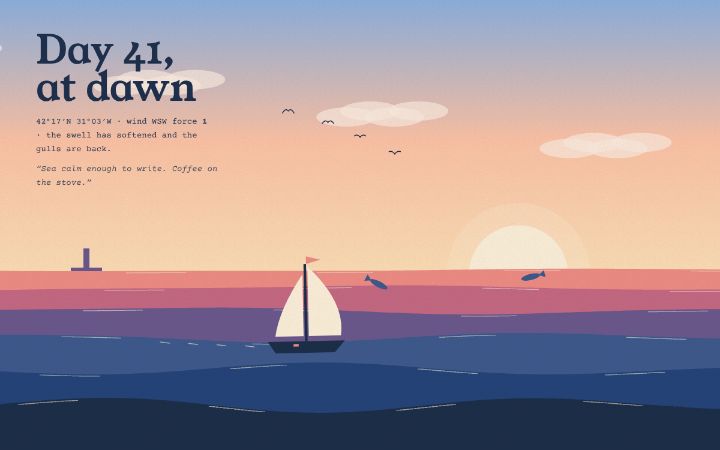 Day 41,
at dawn
42°17′N 31°03′W · wind WSW force 1
· the swell has softened and the
gulls are back.
“Sea calm enough to write. Coffee on
the stove.”